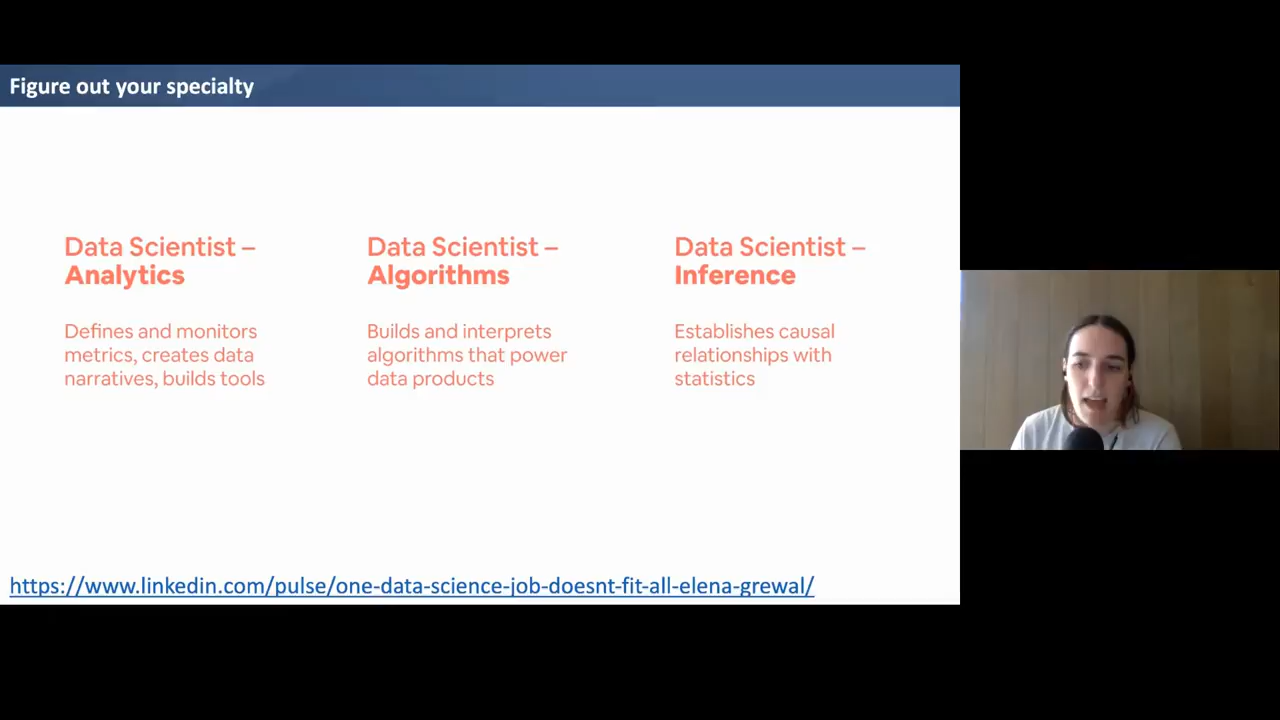 Figure out your specialty
Data Scientist –
Analytics
Defines and monitors
metrics, creates data
narratives, builds tools
Data Scientist –
Algorithms
Builds and interprets
algorithms that power
data products
Data Scientist –
Inference
Establishes causal
relationships with
statistics
https://www.linkedin.com/pulse/one-data-science-job-doesnt-fit-all-elena-grewal/